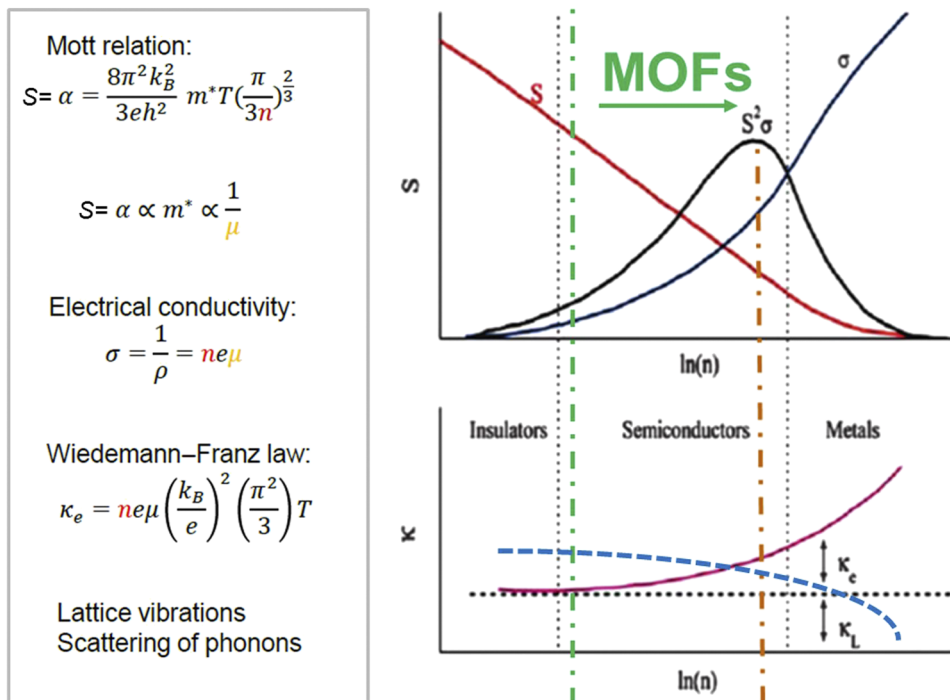 Mott relation:
S= α = 8π²k_B²/3eh² m*T(π/3n)^(2/3)
S= α ∝ m* ∝ 1/μ
Electrical conductivity:
σ = 1/ρ = neμ
Wiedemann–Franz law:
κ_e = neμ(k_B/e)²(π²/3)T
Lattice vibrations
Scattering of phonons
MOFs
S
σ
S²σ
S
ln(n)
Insulators
Semiconductors
Metals
κ
κ_e
κ_L
ln(n)